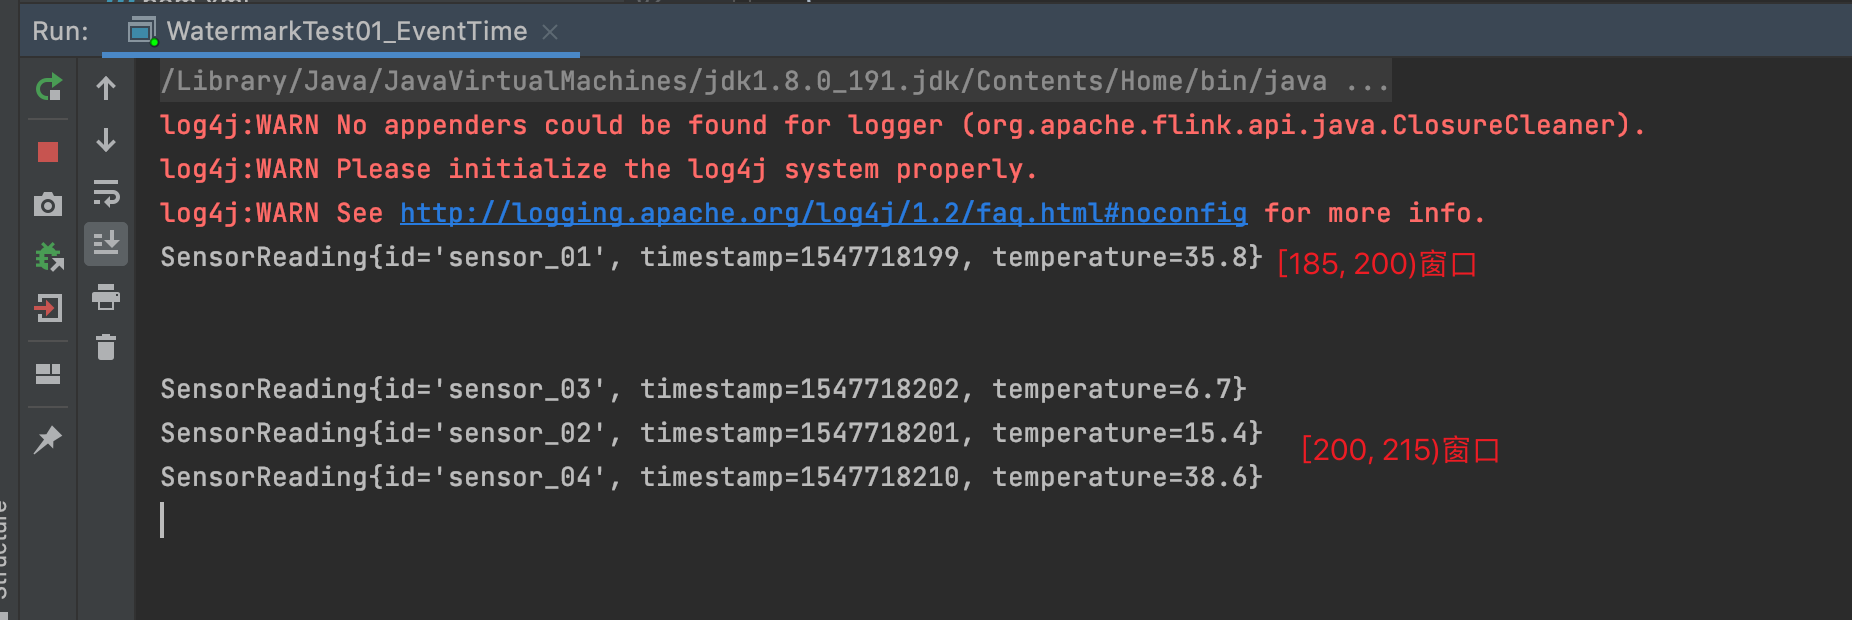 Run: WatermarkTest01_EventTime
/Library/Java/JavaVirtualMachines/jdk1.8.0_191.jdk/Contents/Home/bin/java ...
log4j:WARN No appenders could be found for logger (org.apache.flink.api.java.ClosureCleaner).
log4j:WARN Please initialize the log4j system properly.
log4j:WARN See http://logging.apache.org/log4j/1.2/faq.html#noconfig for more info.
SensorReading{id='sensor_01', timestamp=1547718199, temperature=35.8} [185, 200)窗口
SensorReading{id='sensor_03', timestamp=1547718202, temperature=6.7}
SensorReading{id='sensor_02', timestamp=1547718201, temperature=15.4}
[200, 215)窗口
SensorReading{id='sensor_04', timestamp=1547718210, temperature=38.6}
Structure